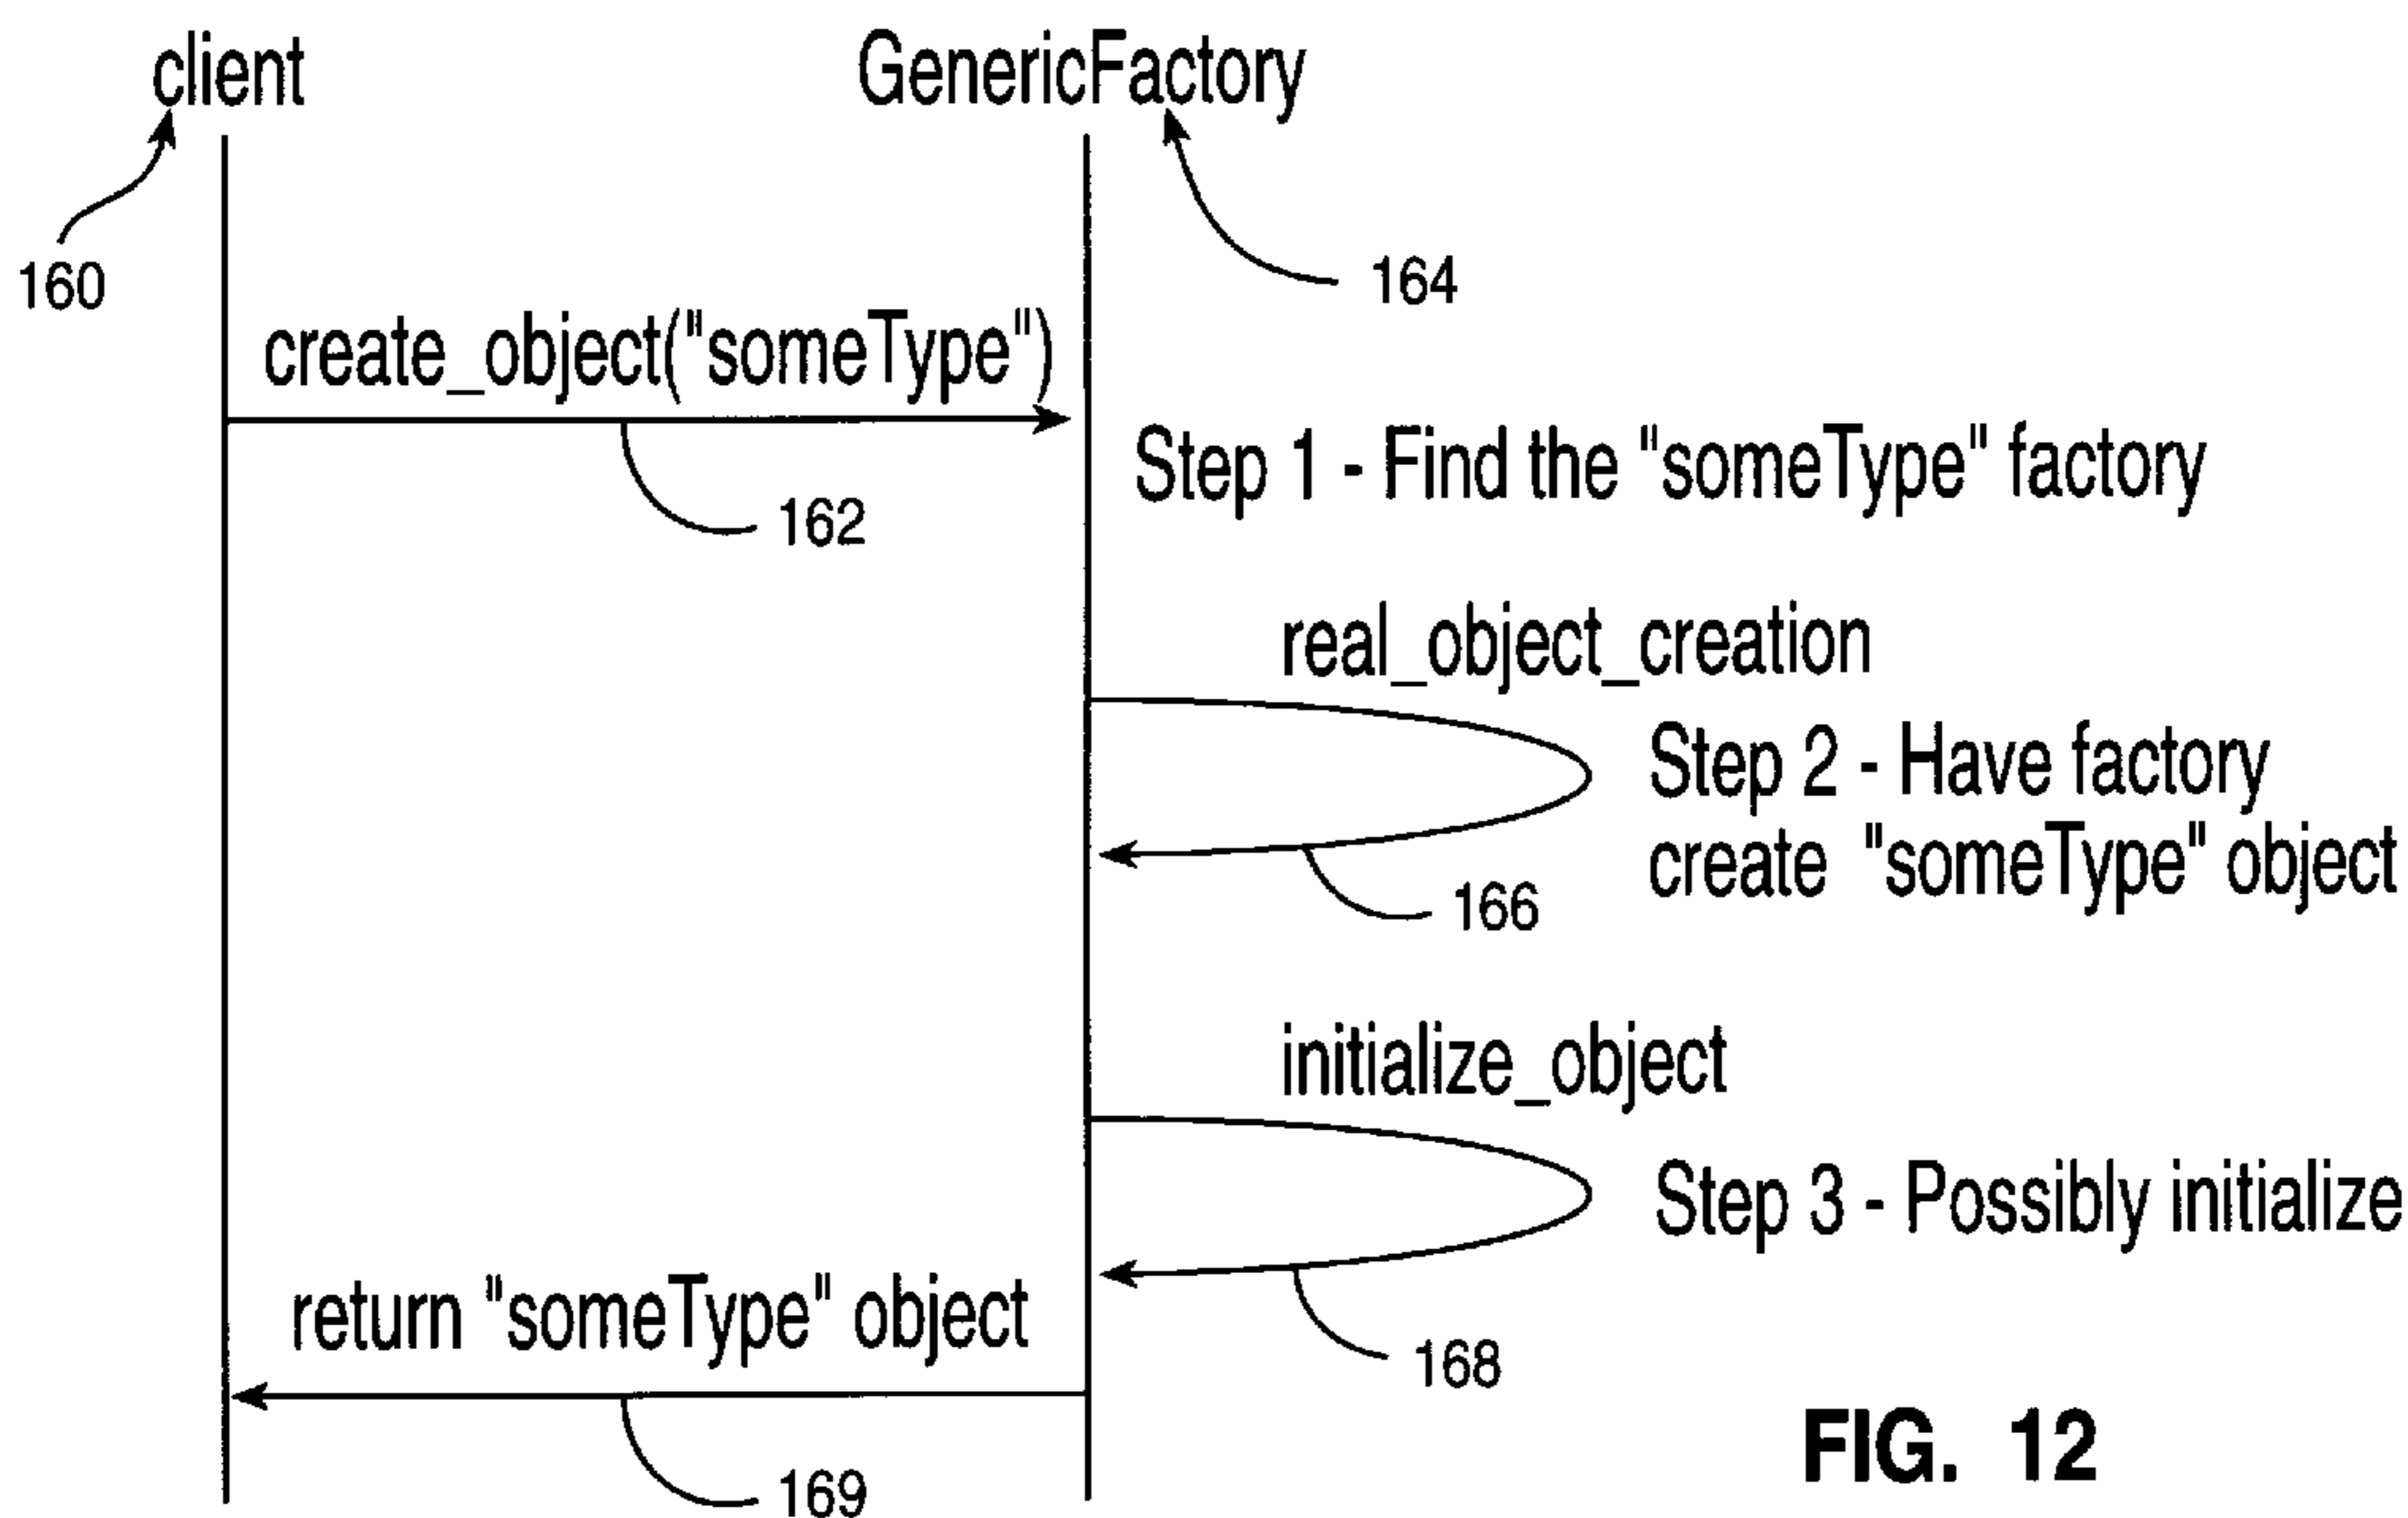 client
GenericFactory
160
164
create_object("someType")
162
Step 1 - Find the "someType" factory
real_object_creation
Step 2 - Have factory
create "someType" object
166
initialize_object
Step 3 - Possibly initialize
168
return "someType" object
169
FIG. 12